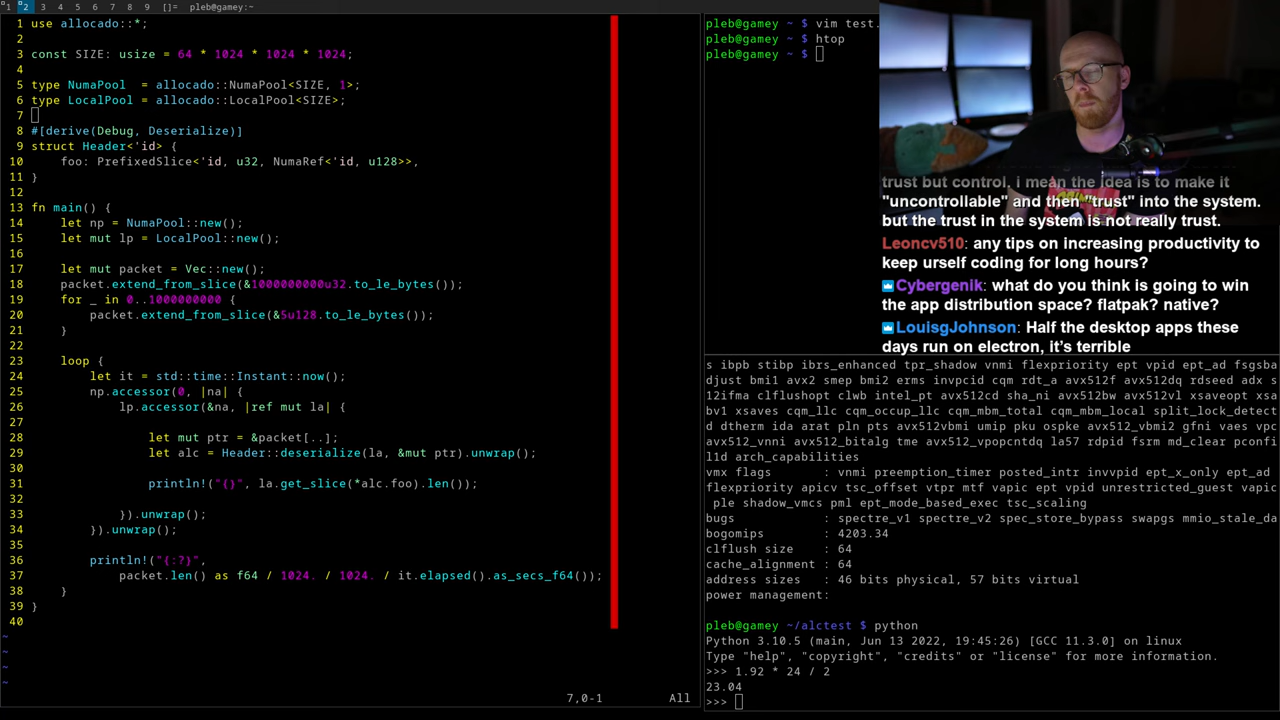 1 2 3 4 5 6 7 8 9 []= pleb@gamey:~
1 use allocado::*;
2
3 const SIZE: usize = 64 * 1024 * 1024 * 1024;
4
5 type NumaPool  = allocado::NumaPool<SIZE, 1>;
6 type LocalPool = allocado::LocalPool<SIZE>;
7
8 #[derive(Debug, Deserialize)]
9 struct Header<'id> {
10     foo: PrefixedSlice<'id, u32, NumaRef<'id, u128>>,
11 }
12
13 fn main() {
14     let np = NumaPool::new();
15     let mut lp = LocalPool::new();
16
17     let mut packet = Vec::new();
18     packet.extend_from_slice(&1000000000u32.to_le_bytes());
19     for _ in 0..1000000000 {
20         packet.extend_from_slice(&5u128.to_le_bytes());
21     }
22
23     loop {
24         let it = std::time::Instant::now();
25         np.accessor(0, |na| {
26             lp.accessor(&na, |ref mut la| {
27
28                 let mut ptr = &packet[..];
29                 let alc = Header::deserialize(la, &mut ptr).unwrap();
30
31                 println!("{}", la.get_slice(*alc.foo).len());
32
33             }).unwrap();
34         }).unwrap();
35
36         println!("{:?}",
37             packet.len() as f64 / 1024. / 1024. / it.elapsed().as_secs_f64());
38     }
39 }
40
~
~
~
~
7,0-1 All
pleb@gamey ~ $ vim test.
pleb@gamey ~ $ htop
pleb@gamey ~ $
trust but control. i mean the idea is to make it
"uncontrollable" and then "trust" into the system.
but the trust in the system is not really trust.
Leoncv510: any tips on increasing productivity to
keep urself coding for long hours?
Cybergenik: what do you think is going to win
the app distribution space? flatpak? native?
LouisgJohnson: Half the desktop apps these
days run on electron, it's terrible
s ibpb stibp ibrs_enhanced tpr_shadow vnmi flexpriority ept vpid ept_ad fsgsba
djust bmi1 avx2 smep bmi2 erms invpcid cqm rdt_a avx512f avx512dq rdseed adx s
12ifma clflushopt clwb intel_pt avx512cd sha_ni avx512bw avx512vl xsaveopt xsa
bv1 xsaves cqm_llc cqm_occup_llc cqm_mbm_total cqm_mbm_local split_lock_detect
d dtherm ida arat pln pts avx512vbmi umip pku ospke avx512_vbmi2 gfni vaes vpc
avx512_vnni avx512_bitalg tme avx512_vpopcntdq la57 rdpid fsrm md_clear pconfi
l1d arch_capabilities
vmx flags : vnmi preemption_timer posted_intr invvpid ept_x_only ept_ad
flexpriority apicv tsc_offset vtpr mtf vapic ept vpid unrestricted_guest vapic
ple shadow_vmcs pml ept_mode_based_exec tsc_scaling
bugs : spectre_v1 spectre_v2 spec_store_bypass swapgs mmio_stale_da
bogomips : 4203.34
clflush size : 64
cache_alignment : 64
address sizes : 46 bits physical, 57 bits virtual
power management:
pleb@gamey ~/alctest $ python
Python 3.10.5 (main, Jun 13 2022, 19:45:26) [GCC 11.3.0] on linux
Type "help", "copyright", "credits" or "license" for more information.
>>> 1.92 * 24 / 2
23.04
>>>